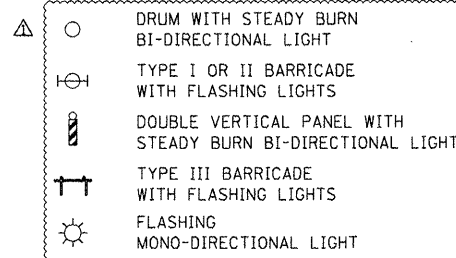 DRUM WITH STEADY BURN
BI-DIRECTIONAL LIGHT
TYPE I OR II BARRICADE
WITH FLASHING LIGHTS
DOUBLE VERTICAL PANEL WITH
STEADY BURN BI-DIRECTIONAL LIGHT
TYPE III BARRICADE
WITH FLASHING LIGHTS
FLASHING
MONO-DIRECTIONAL LIGHT